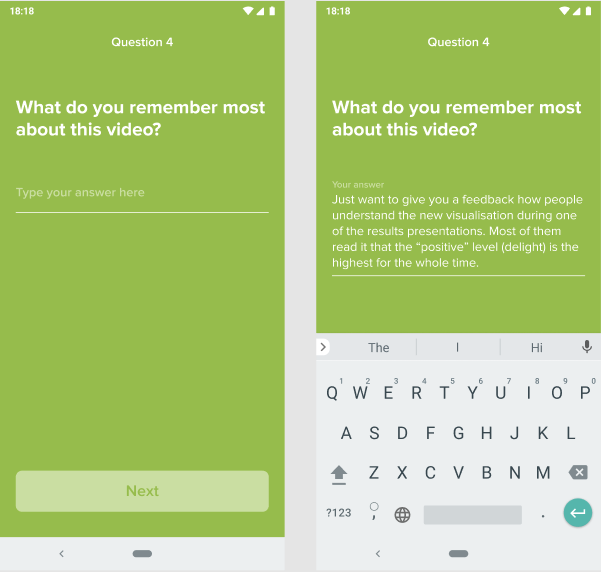 18:18
Question 4
What do you remember most
about this video?
Type your answer here
Next
18:18
Question 4
What do you remember most
about this video?
Your answer
Just want to give you a feedback how people
understand the new visualisation during one
of the results presentations. Most of them
read it that the “positive” level (delight) is the
highest for the whole time.
The I Hi
1 2 3 4 5 6 7 8 9 0
Q W E R T Y U I O P
A S D F G H J K L
Z X C V B N M
?123 , .